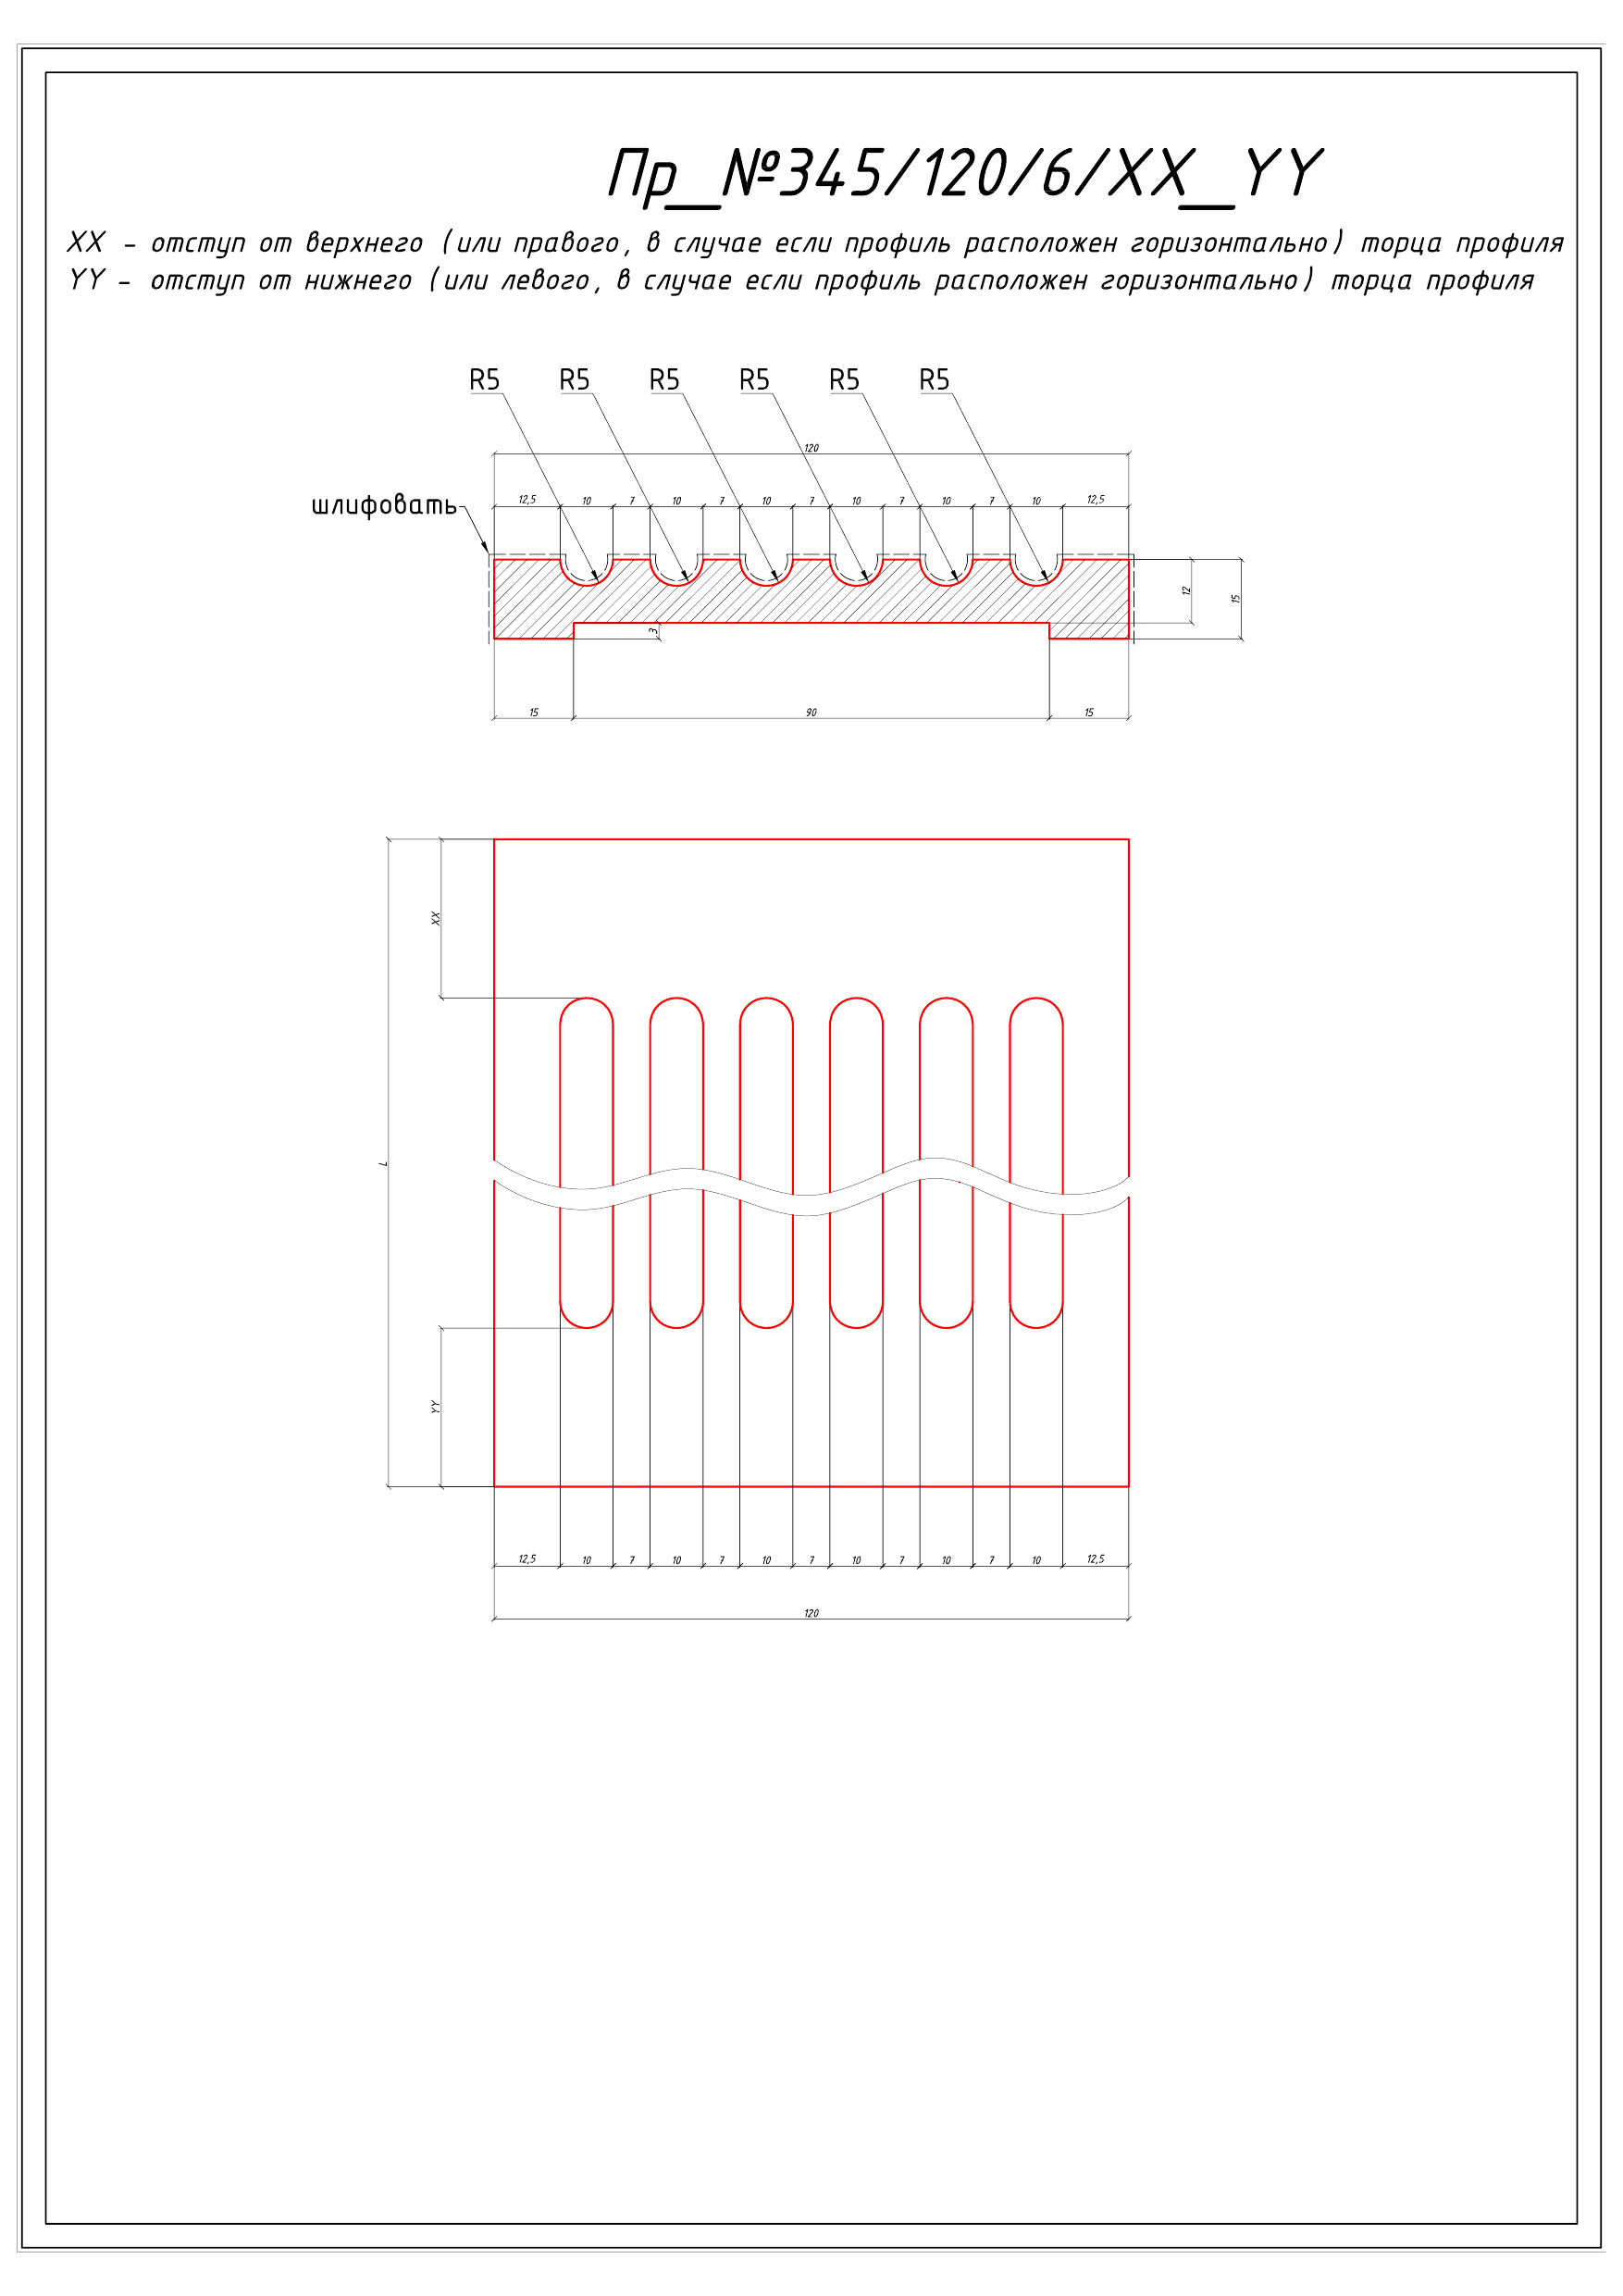 Пр_№345/120/6/XX_YY
XX - отступ от верхнего (или правого, в случае если профиль расположен горизонтально) торца профиля
YY - отступ от нижнего (или левого, в случае если профиль расположен горизонтально) торца профиля
R5 R5 R5 R5 R5 R5
120
шлифовать
12,5 10 7 10 7 10 7 10 7 10 7 10 12,5
12
15
3
15 90 15
XX
L
YY
12,5 10 7 10 7 10 7 10 7 10 7 10 12,5
120